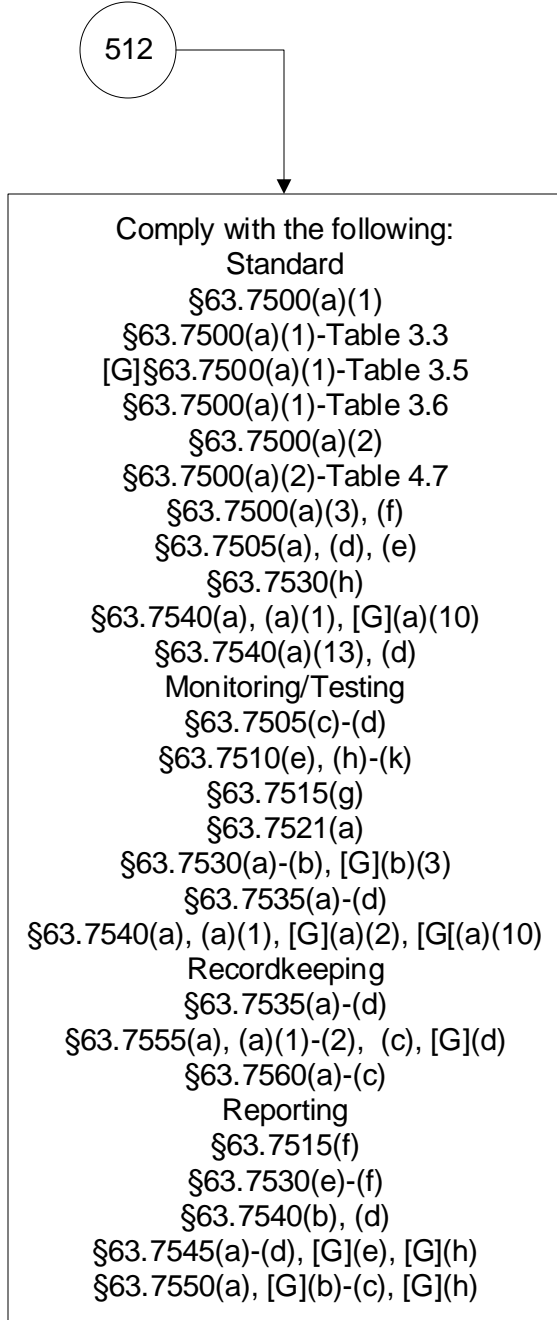 512
Comply with the following:
Standard
§63.7500(a)(1)
§63.7500(a)(1)-Table 3.3
[G]§63.7500(a)(1)-Table 3.5
§63.7500(a)(1)-Table 3.6
§63.7500(a)(2)
§63.7500(a)(2)-Table 4.7
§63.7500(a)(3), (f)
§63.7505(a), (d), (e)
§63.7530(h)
§63.7540(a), (a)(1), [G](a)(10)
§63.7540(a)(13), (d)
Monitoring/Testing
§63.7505(c)-(d)
§63.7510(e), (h)-(k)
§63.7515(g)
§63.7521(a)
§63.7530(a)-(b), [G](b)(3)
§63.7535(a)-(d)
§63.7540(a), (a)(1), [G](a)(2), [G[(a)(10)
Recordkeeping
§63.7535(a)-(d)
§63.7555(a), (a)(1)-(2), (c), [G](d)
§63.7560(a)-(c)
Reporting
§63.7515(f)
§63.7530(e)-(f)
§63.7540(b), (d)
§63.7545(a)-(d), [G](e), [G](h)
§63.7550(a), [G](b)-(c), [G](h)